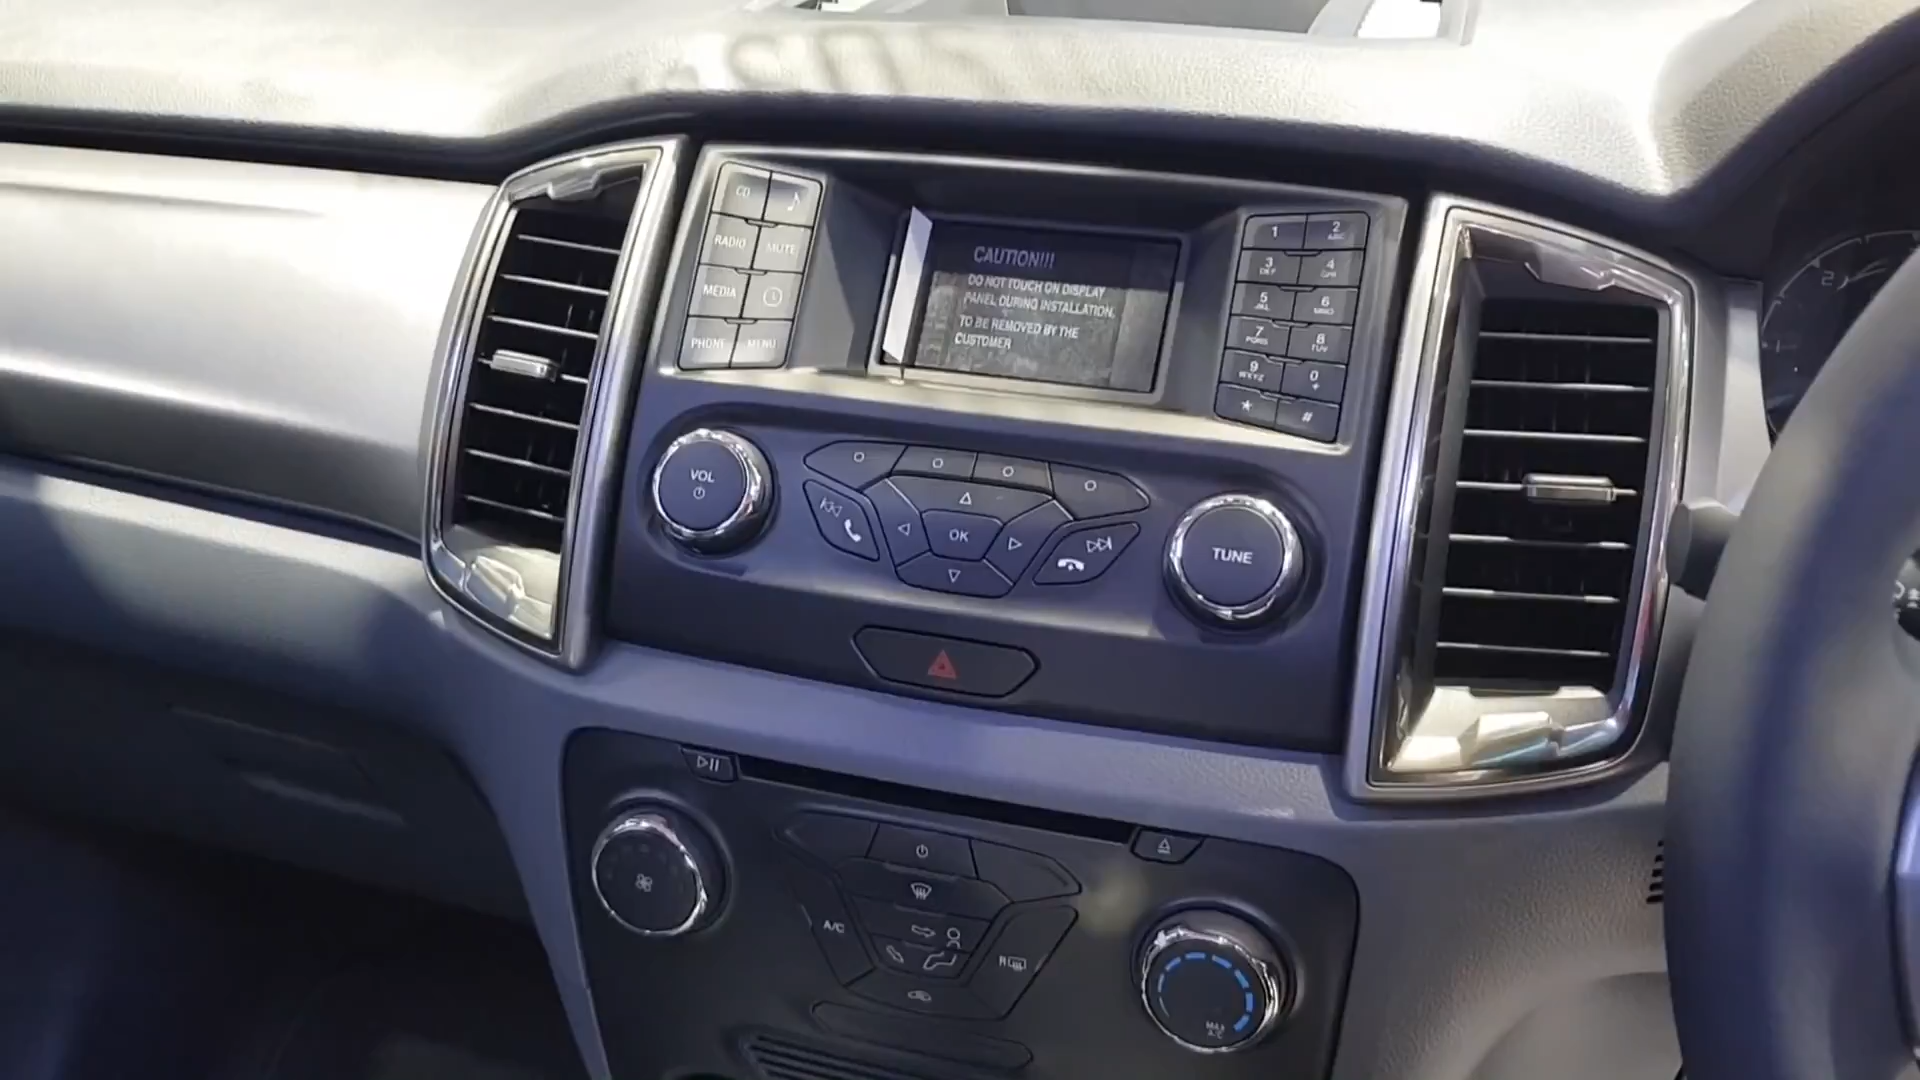 CD
RADIO MUTE
MEDIA
PHONE MENU
CAUTION!!!
DO NOT TOUCH ON DISPLAY
PANEL DURING INSTALLATION.
TO BE REMOVED BY THE
CUSTOMER
1 2
ABC
3 4
DEF GHI
5 6
JKL MNO
7 8
PQRS TUV
9 0
WXYZ +
* #
VOL
OK
TUNE
A/C
R
MAX
A/C
2
1